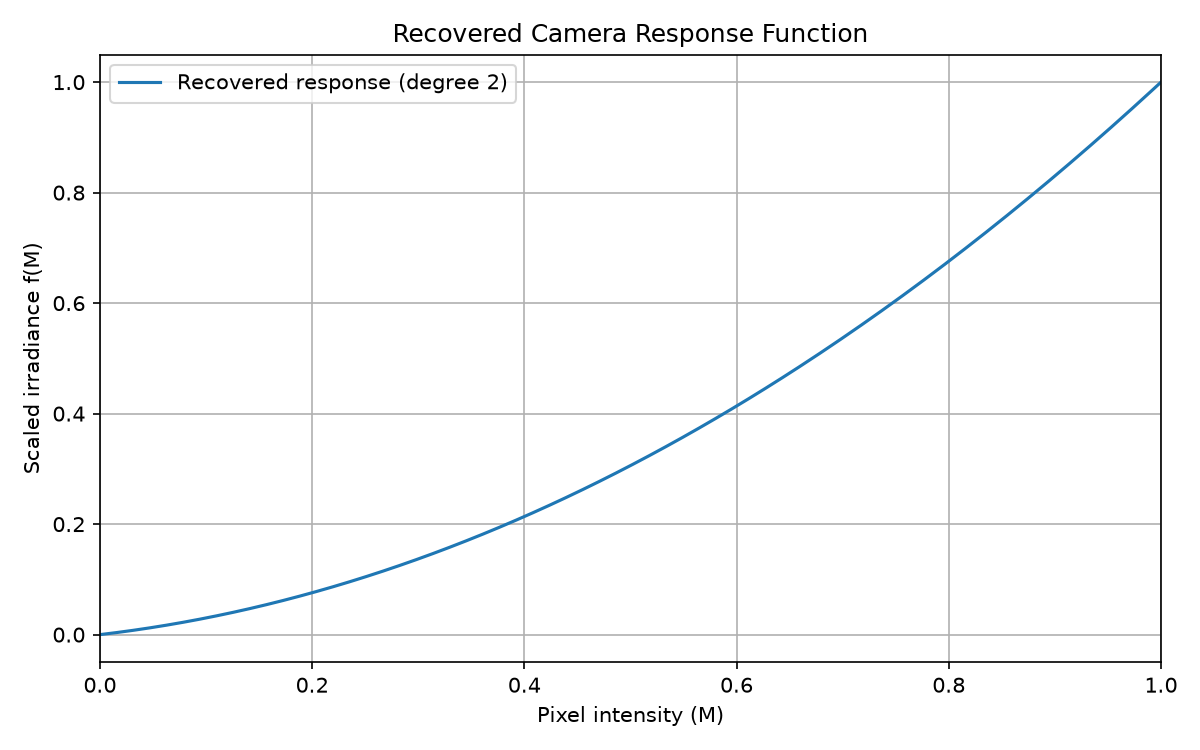 Recovered Camera Response Function
Recovered response (degree 2)
1.0
0.8
0.6
0.4
0.2
0.0
Scaled irradiance f(M)
0.0 0.2 0.4 0.6 0.8 1.0
Pixel intensity (M)